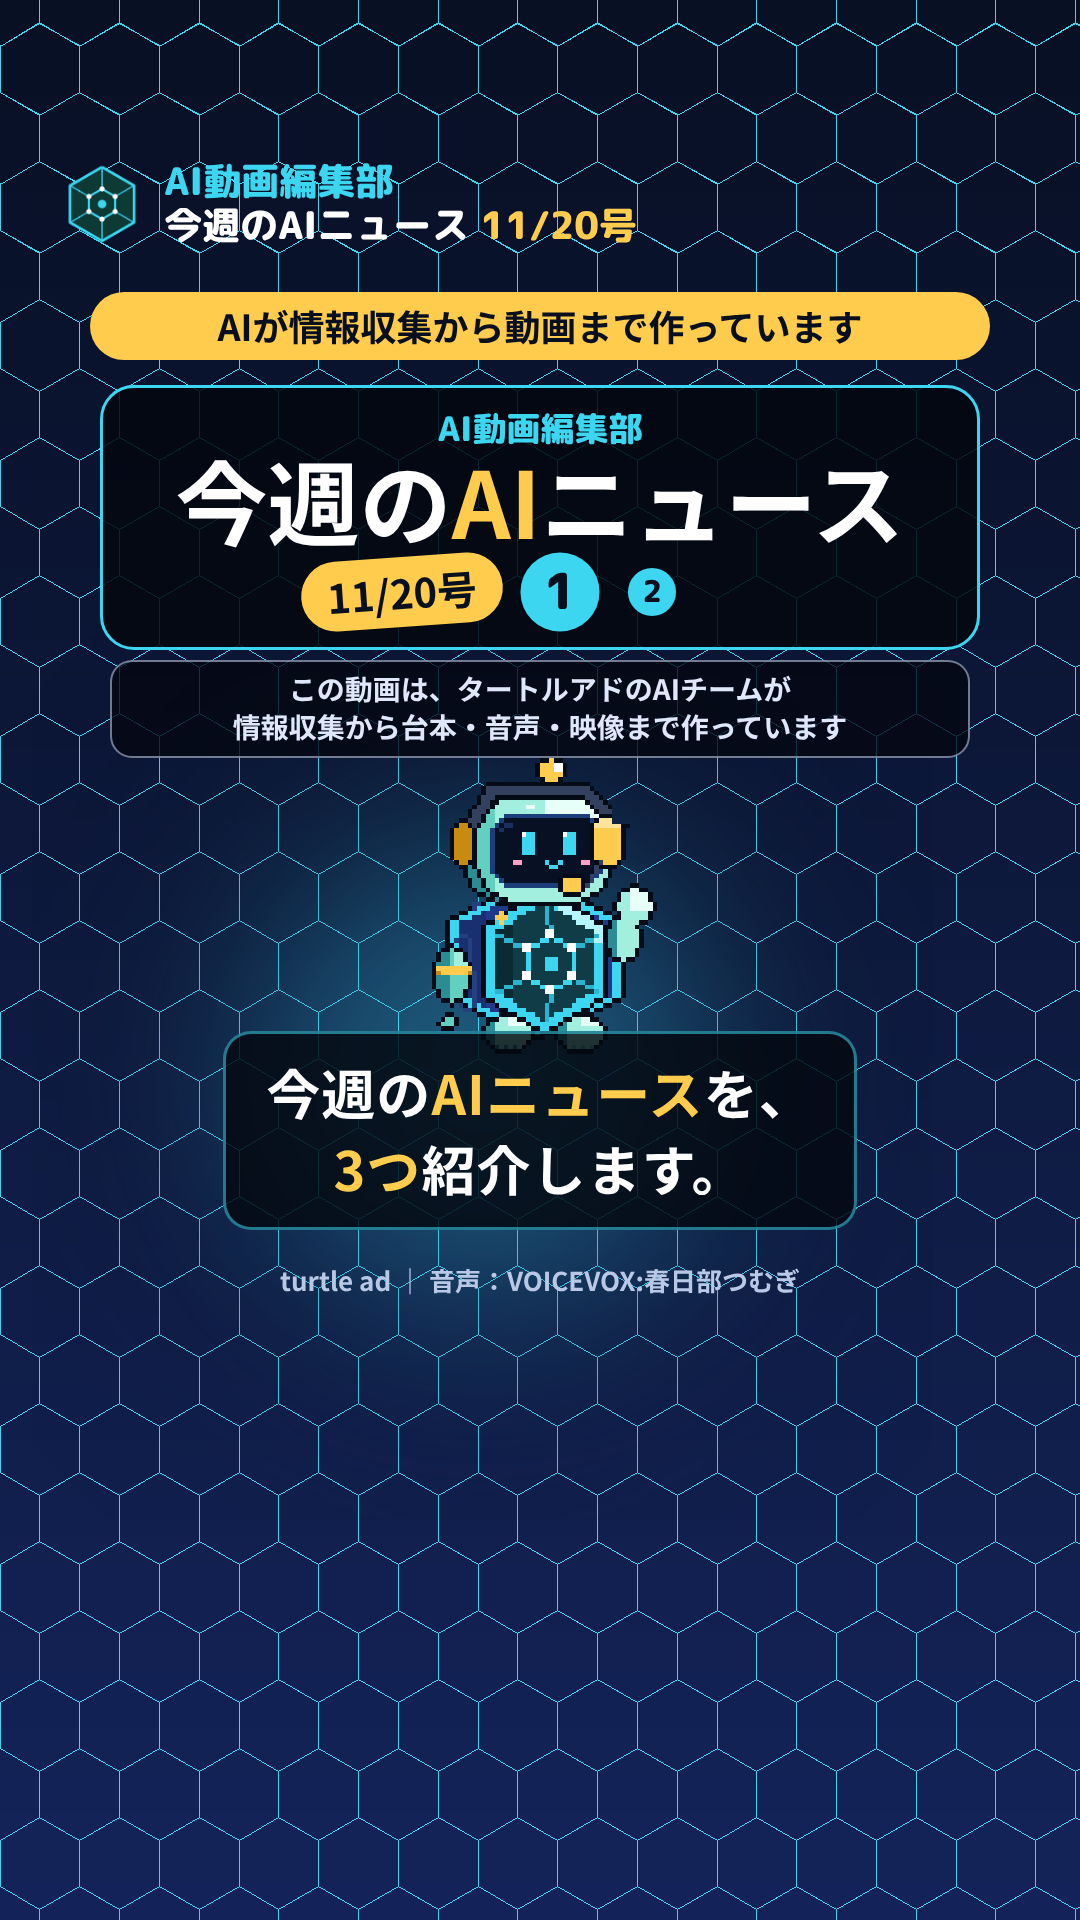 AI動画編集部
今週のAIニュース 11/20号
AIが情報収集から動画まで作っています
AI動画編集部
今週のAIニュース
11/20号 1 2
この動画は、タートルアドのAIチームが
情報収集から台本・音声・映像まで作っています
今週のAIニュースを、
3つ紹介します。
turtle ad ｜ 音声：VOICEVOX:春日部つむぎ